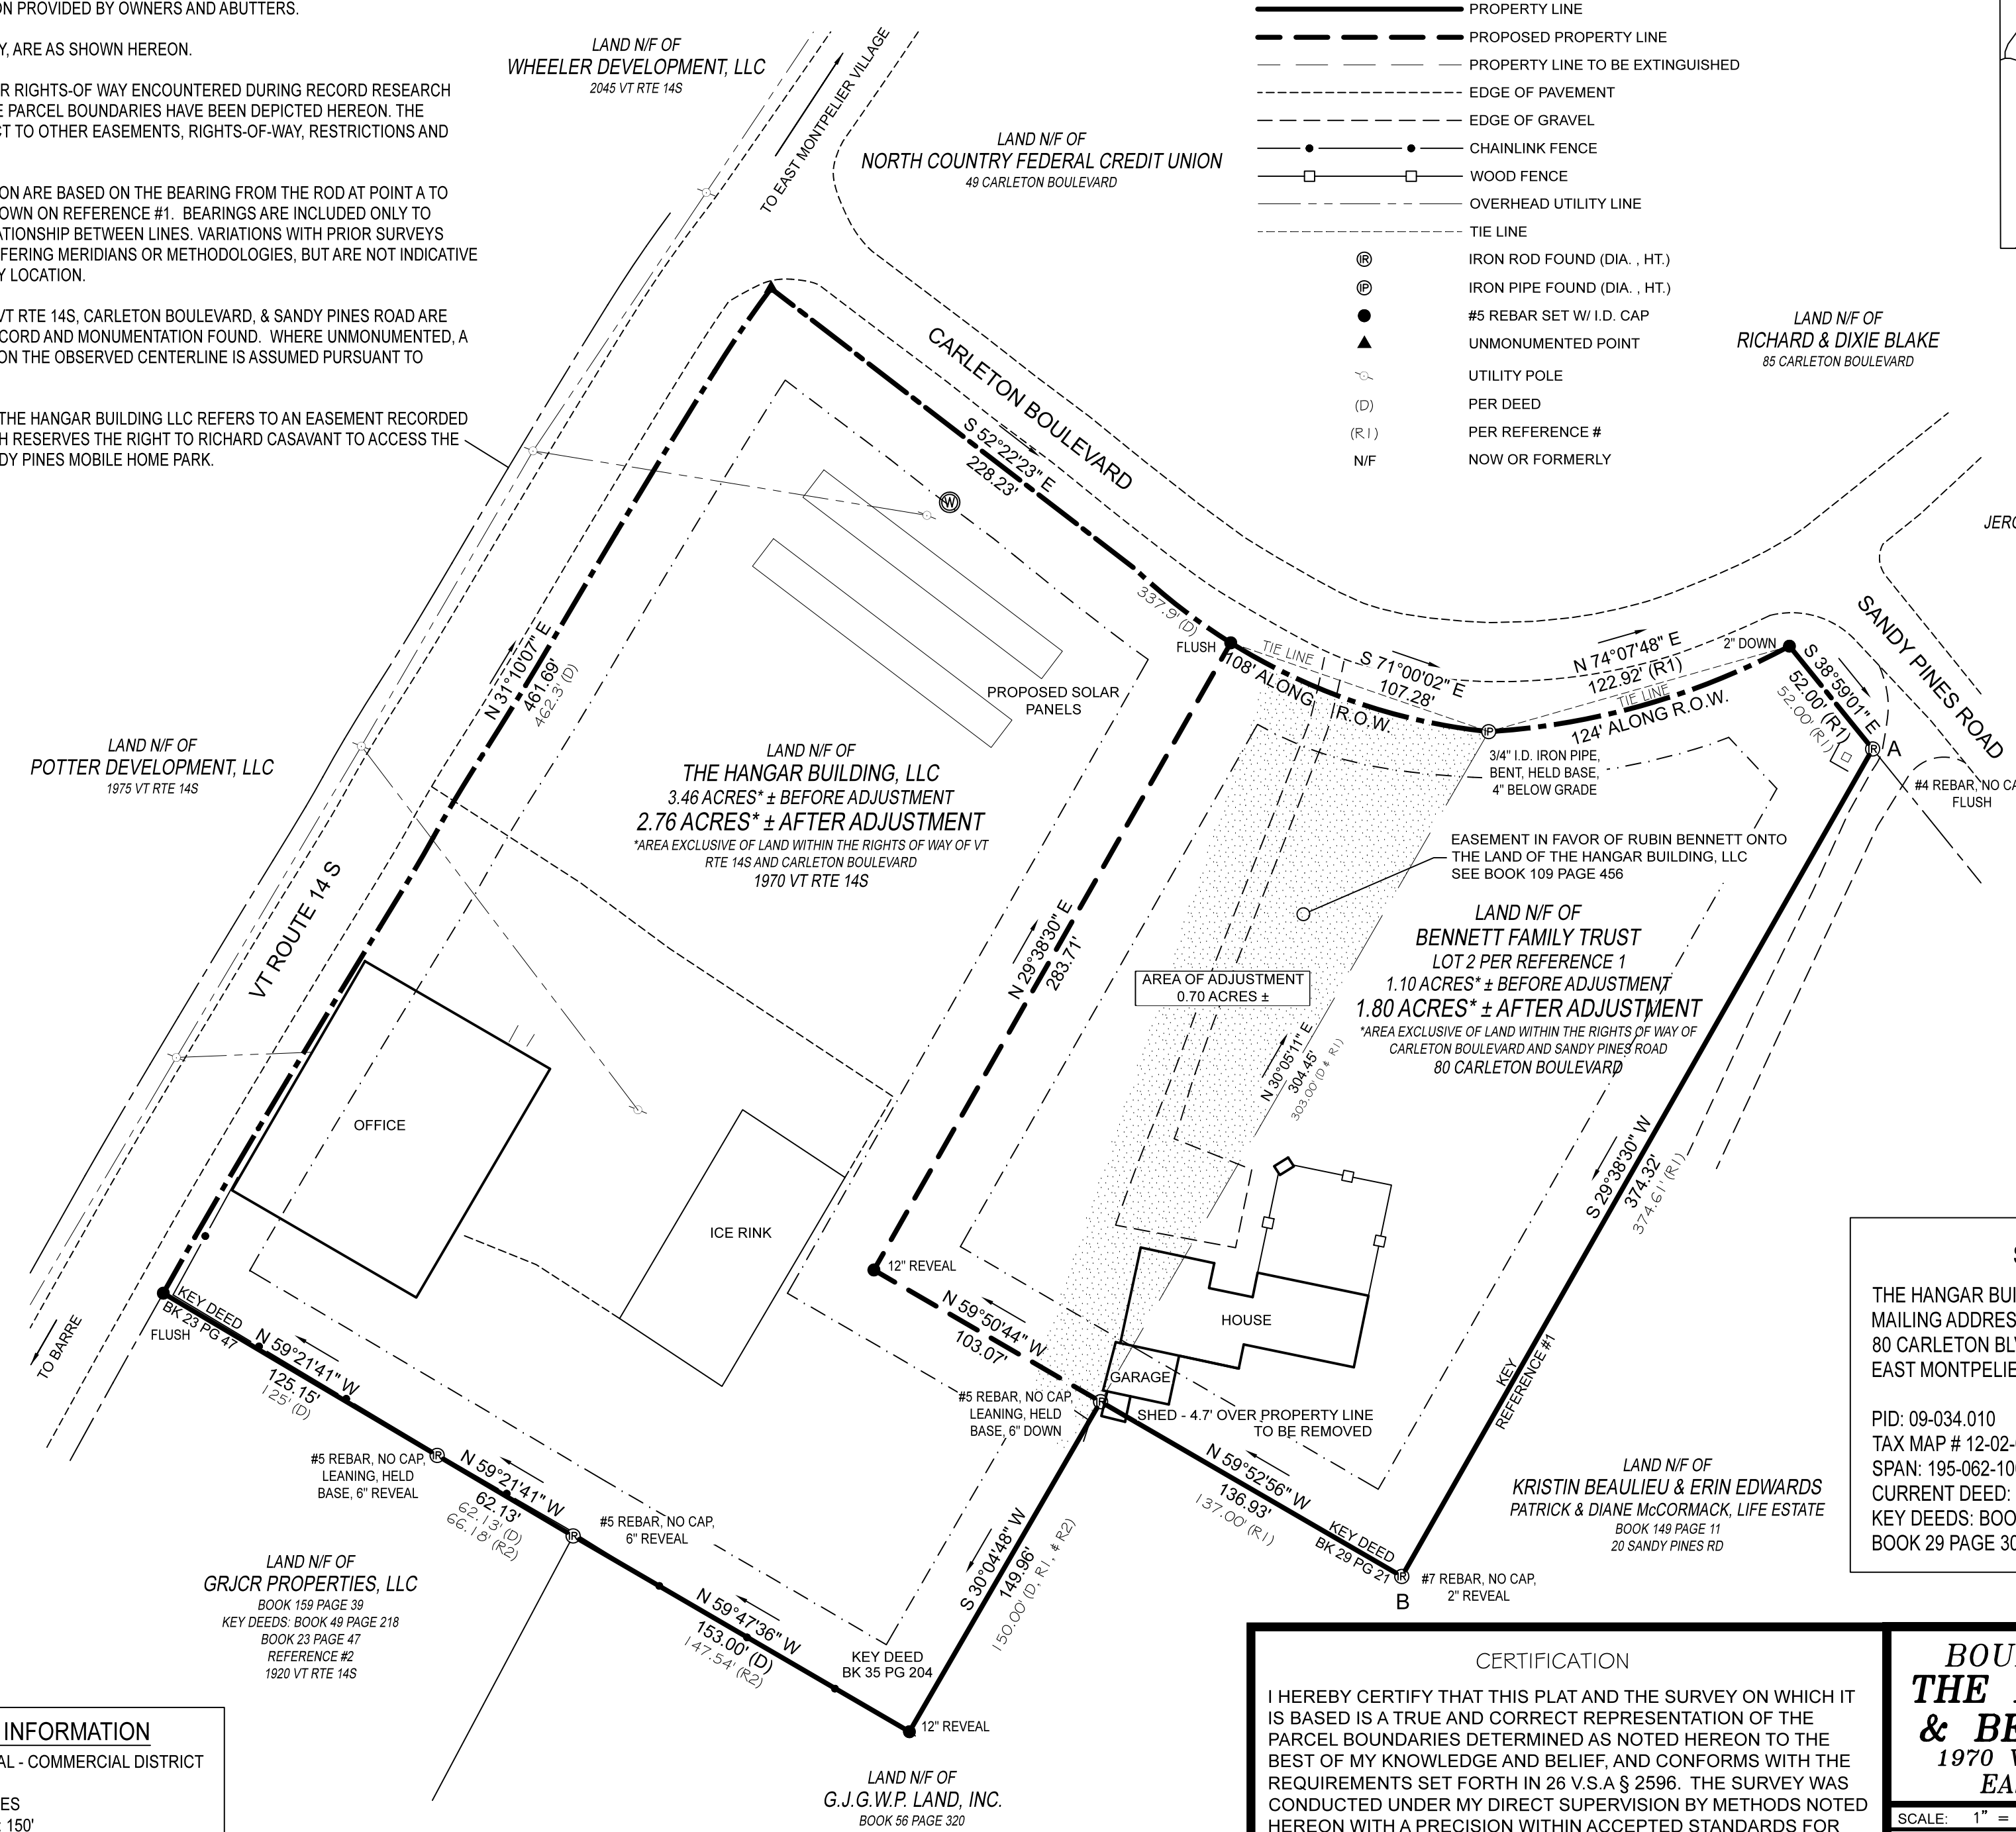 ON PROVIDED BY OWNERS AND ABUTTERS.
Y, ARE AS SHOWN HEREON.
R RIGHTS-OF WAY ENCOUNTERED DURING RECORD RESEARCH
E PARCEL BOUNDARIES HAVE BEEN DEPICTED HEREON. THE
CT TO OTHER EASEMENTS, RIGHTS-OF-WAY, RESTRICTIONS AND
ON ARE BASED ON THE BEARING FROM THE ROD AT POINT A TO
OWN ON REFERENCE #1. BEARINGS ARE INCLUDED ONLY TO
ATIONSHIP BETWEEN LINES. VARIATIONS WITH PRIOR SURVEYS
FFERING MERIDIANS OR METHODOLOGIES, BUT ARE NOT INDICATIVE
Y LOCATION.
VT RTE 14S, CARLETON BOULEVARD, & SANDY PINES ROAD ARE
CORD AND MONUMENTATION FOUND. WHERE UNMONUMENTED, A
ON THE OBSERVED CENTERLINE IS ASSUMED PURSUANT TO
THE HANGAR BUILDING LLC REFERS TO AN EASEMENT RECORDED
H RESERVES THE RIGHT TO RICHARD CASAVANT TO ACCESS THE
DY PINES MOBILE HOME PARK.
LAND N/F OF
WHEELER DEVELOPMENT, LLC
2045 VT RTE 14S
TO EAST MONTPELIER VILLAGE
LAND N/F OF
NORTH COUNTRY FEDERAL CREDIT UNION
49 CARLETON BOULEVARD
PROPERTY LINE
PROPOSED PROPERTY LINE
PROPERTY LINE TO BE EXTINGUISHED
EDGE OF PAVEMENT
EDGE OF GRAVEL
CHAINLINK FENCE
WOOD FENCE
OVERHEAD UTILITY LINE
TIE LINE
IR IRON ROD FOUND (DIA. , HT.)
IP IRON PIPE FOUND (DIA. , HT.)
#5 REBAR SET W/ I.D. CAP
UNMONUMENTED POINT
UTILITY POLE
(D) PER DEED
(R1) PER REFERENCE #
N/F NOW OR FORMERLY
LAND N/F OF
RICHARD & DIXIE BLAKE
85 CARLETON BOULEVARD
JERO
CARLETON BOULEVARD
S 52°22'23" E
228.23'
W
337.9' (D)
FLUSH
TIE LINE
108' ALONG R.O.W.
S 71°00'02" E
107.28'
IP
N 74°07'48" E
122.92' (R1)
TIE LINE
124' ALONG R.O.W.
2" DOWN
S 38°59'01" E
52.00' (R1)
52.00' (R1)
SANDY PINES ROAD
IR
A
#4 REBAR, NO CA
FLUSH
3/4" I.D. IRON PIPE,
BENT, HELD BASE,
4" BELOW GRADE
N 31°10'07" E
461.69'
462.3' (D)
PROPOSED SOLAR
PANELS
LAND N/F OF
POTTER DEVELOPMENT, LLC
1975 VT RTE 14S
LAND N/F OF
THE HANGAR BUILDING, LLC
3.46 ACRES* ± BEFORE ADJUSTMENT
2.76 ACRES* ± AFTER ADJUSTMENT
*AREA EXCLUSIVE OF LAND WITHIN THE RIGHTS OF WAY OF VT
RTE 14S AND CARLETON BOULEVARD
1970 VT RTE 14S
EASEMENT IN FAVOR OF RUBIN BENNETT ONTO
THE LAND OF THE HANGAR BUILDING, LLC
SEE BOOK 109 PAGE 456
LAND N/F OF
BENNETT FAMILY TRUST
LOT 2 PER REFERENCE 1
1.10 ACRES* ± BEFORE ADJUSTMENT
1.80 ACRES* ± AFTER ADJUSTMENT
*AREA EXCLUSIVE OF LAND WITHIN THE RIGHTS OF WAY OF
CARLETON BOULEVARD AND SANDY PINES ROAD
80 CARLETON BOULEVARD
VT ROUTE 14 S
N 29°38'30" E
283.71'
AREA OF ADJUSTMENT
0.70 ACRES ±
N 30°05'11" E
304.45'
303.00' (D & R1)
S 29°38'30" W
374.32'
374.61' (R1)
OFFICE
ICE RINK
HOUSE
GARAGE
12" REVEAL
N 59°50'44" W
103.07'
#5 REBAR, NO CAP,
LEANING, HELD
BASE, 6" DOWN
IR
SHED - 4.7' OVER PROPERTY LINE
TO BE REMOVED
KEY
REFERENCE #1
TO BARRE
FLUSH
KEY DEED
BK 23 PG 47
N 59°21'41" W
125.15'
125' (D)
#5 REBAR, NO CAP,
LEANING, HELD
BASE, 6" REVEAL
IR
N 59°21'41" W
62.13'
62.13' (D)
66.18' (R2)
IR
#5 REBAR, NO CAP,
6" REVEAL
N 59°47'36" W
153.00' (D)
147.54' (R2)
KEY DEED
BK 35 PG 204
12" REVEAL
S 30°04'48" W
149.96'
150.00' (D, R1, & R2)
N 59°52'56" W
136.93'
137.00' (R1)
KEY DEED
BK 29 PG 21
IR
B
#7 REBAR, NO CAP,
2" REVEAL
LAND N/F OF
KRISTIN BEAULIEU & ERIN EDWARDS
PATRICK & DIANE McCORMACK, LIFE ESTATE
BOOK 149 PAGE 11
20 SANDY PINES RD
LAND N/F OF
GRJCR PROPERTIES, LLC
BOOK 159 PAGE 39
KEY DEEDS: BOOK 49 PAGE 218
BOOK 23 PAGE 47
REFERENCE #2
1920 VT RTE 14S
LAND N/F OF
G.J.G.W.P. LAND, INC.
BOOK 56 PAGE 320
S
THE HANGAR BUI
MAILING ADDRES
80 CARLETON BL
EAST MONTPELIE
PID: 09-034.010
TAX MAP # 12-02-
SPAN: 195-062-10
CURRENT DEED:
KEY DEEDS: BOO
BOOK 29 PAGE 30
INFORMATION
AL - COMMERCIAL DISTRICT
ES
: 150'
CERTIFICATION
I HEREBY CERTIFY THAT THIS PLAT AND THE SURVEY ON WHICH IT
IS BASED IS A TRUE AND CORRECT REPRESENTATION OF THE
PARCEL BOUNDARIES DETERMINED AS NOTED HEREON TO THE
BEST OF MY KNOWLEDGE AND BELIEF, AND CONFORMS WITH THE
REQUIREMENTS SET FORTH IN 26 V.S.A § 2596. THE SURVEY WAS
CONDUCTED UNDER MY DIRECT SUPERVISION BY METHODS NOTED
HEREON WITH A PRECISION WITHIN ACCEPTED STANDARDS FOR
BOU
THE
& BE
1970 V
EA
SCALE: 1" =